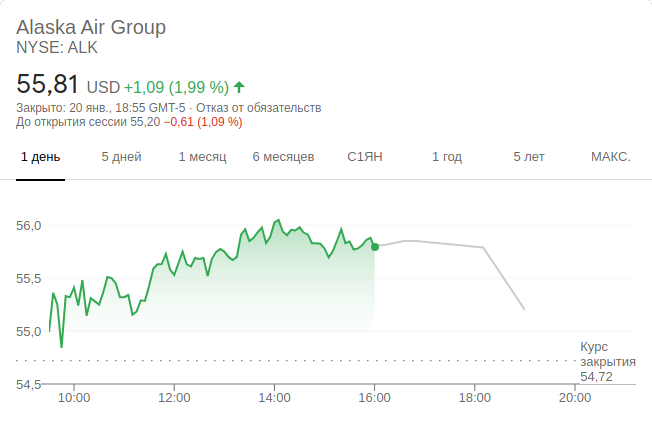 Alaska Air Group
NYSE: ALK
55,81 USD +1,09 (1,99 %)
Закрыто: 20 янв., 18:55 GMT-5 · Отказ от обязательств
До открытия сессии 55,20 −0,61 (1,09 %)
1 день 5 дней 1 месяц 6 месяцев С1ЯН 1 год 5 лет МАКС.
56,0
55,5
55,0
Курс
закрытия
54,72
54,5
10:00 12:00 14:00 16:00 18:00 20:00